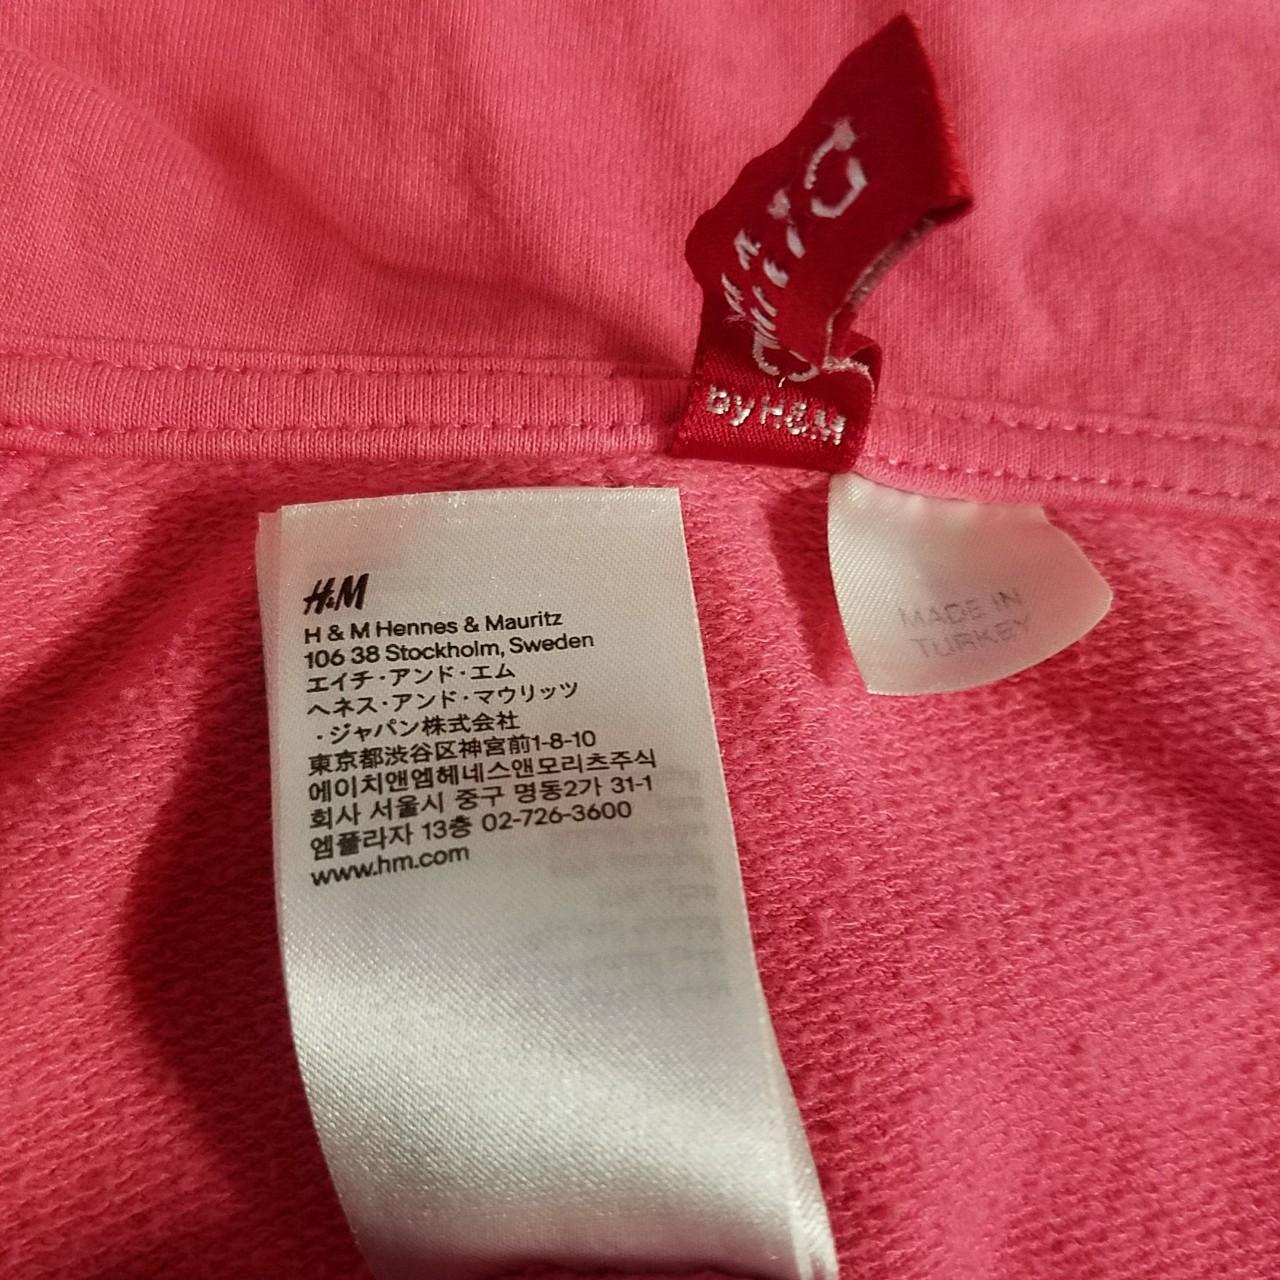 by H&M
H&M
H & M Hennes & Mauritz
106 38 Stockholm, Sweden
エイチ・アンド・エム
ヘネス・アンド・マウリッツ
・ジャパン株式会社
東京都渋谷区神宮前1-8-10
에이치앤엠헤네스앤모리츠주식
회사 서울시 중구 명동2가 31-1
엠플라자 13층 02-726-3600
www.hm.com
MADE IN
TURKEY